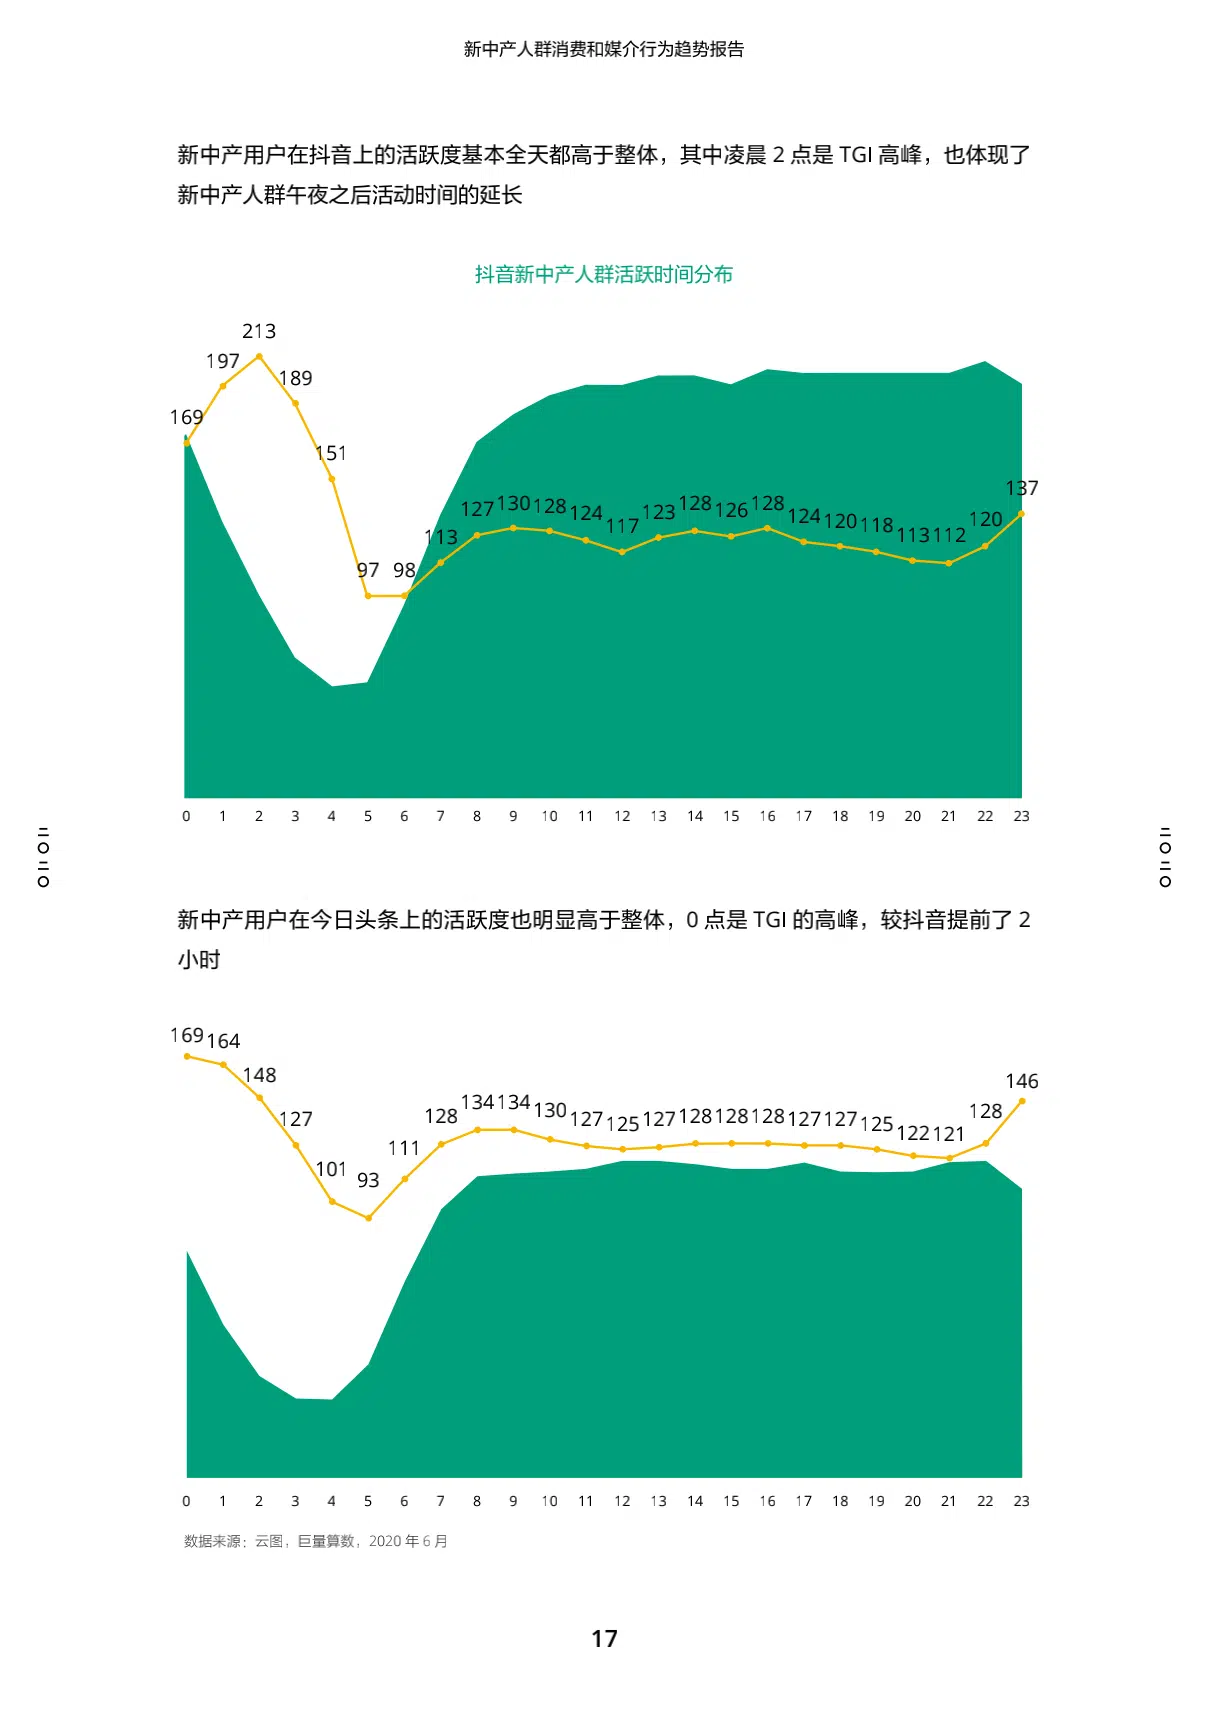 新中产人群消费和媒介行为趋势报告
新中产用户在抖音上的活跃度基本全天都高于整体，其中凌晨 2 点是 TGI 高峰，也体现了
新中产人群午夜之后活动时间的延长
抖音新中产人群活跃时间分布
169 197 213 189 151 97 98 113 127 130 128 124 117 123 128 126 128 124 120 118 113 112 120 137
0 1 2 3 4 5 6 7 8 9 10 11 12 13 14 15 16 17 18 19 20 21 22 23
新中产用户在今日头条上的活跃度也明显高于整体，0 点是 TGI 的高峰，较抖音提前了 2
小时
169 164 148 127 101 93 111 128 134 134 130 127 125 127 128 128 128 127 127 125 122 121 128 146
0 1 2 3 4 5 6 7 8 9 10 11 12 13 14 15 16 17 18 19 20 21 22 23
数据来源：云图，巨量算数，2020 年 6 月
17